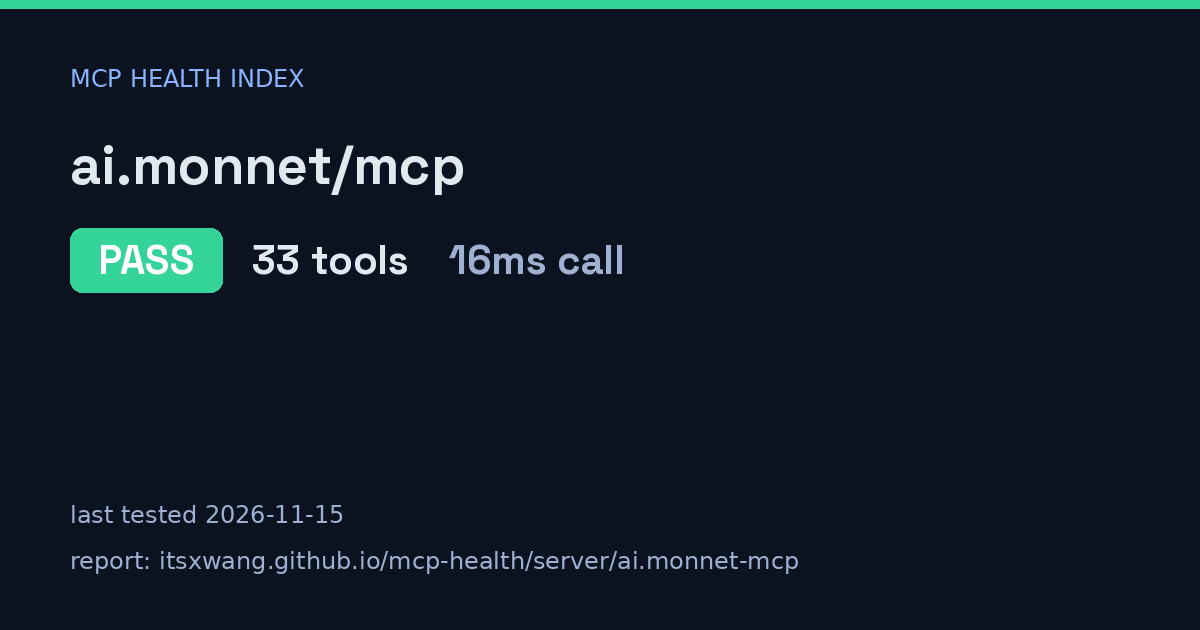 MCP HEALTH INDEX
ai.monnet/mcp
PASS 33 tools 16ms call
last tested 2026-11-15
report: itsxwang.github.io/mcp-health/server/ai.monnet-mcp